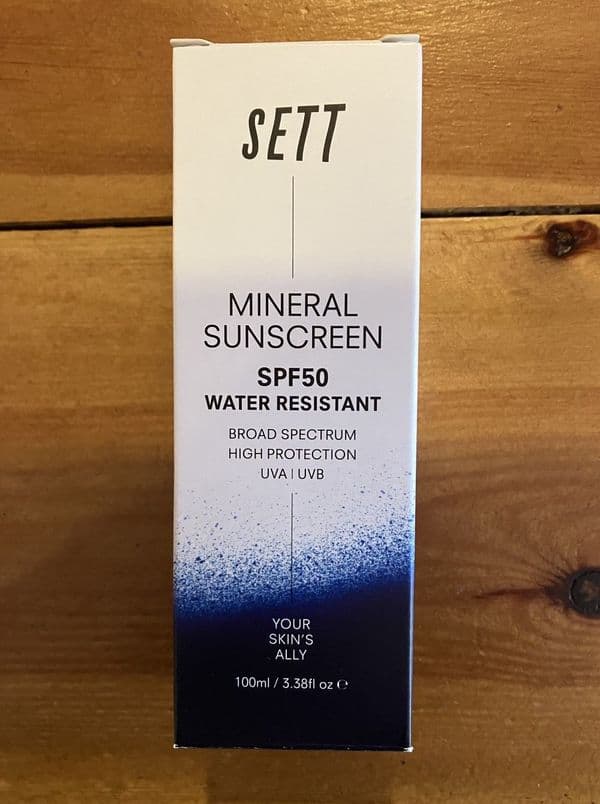 SETT
MINERAL
SUNSCREEN
SPF50
WATER RESISTANT
BROAD SPECTRUM
HIGH PROTECTION
UVA | UVB
YOUR
SKIN'S
ALLY
100ml / 3.38fl oz ℮